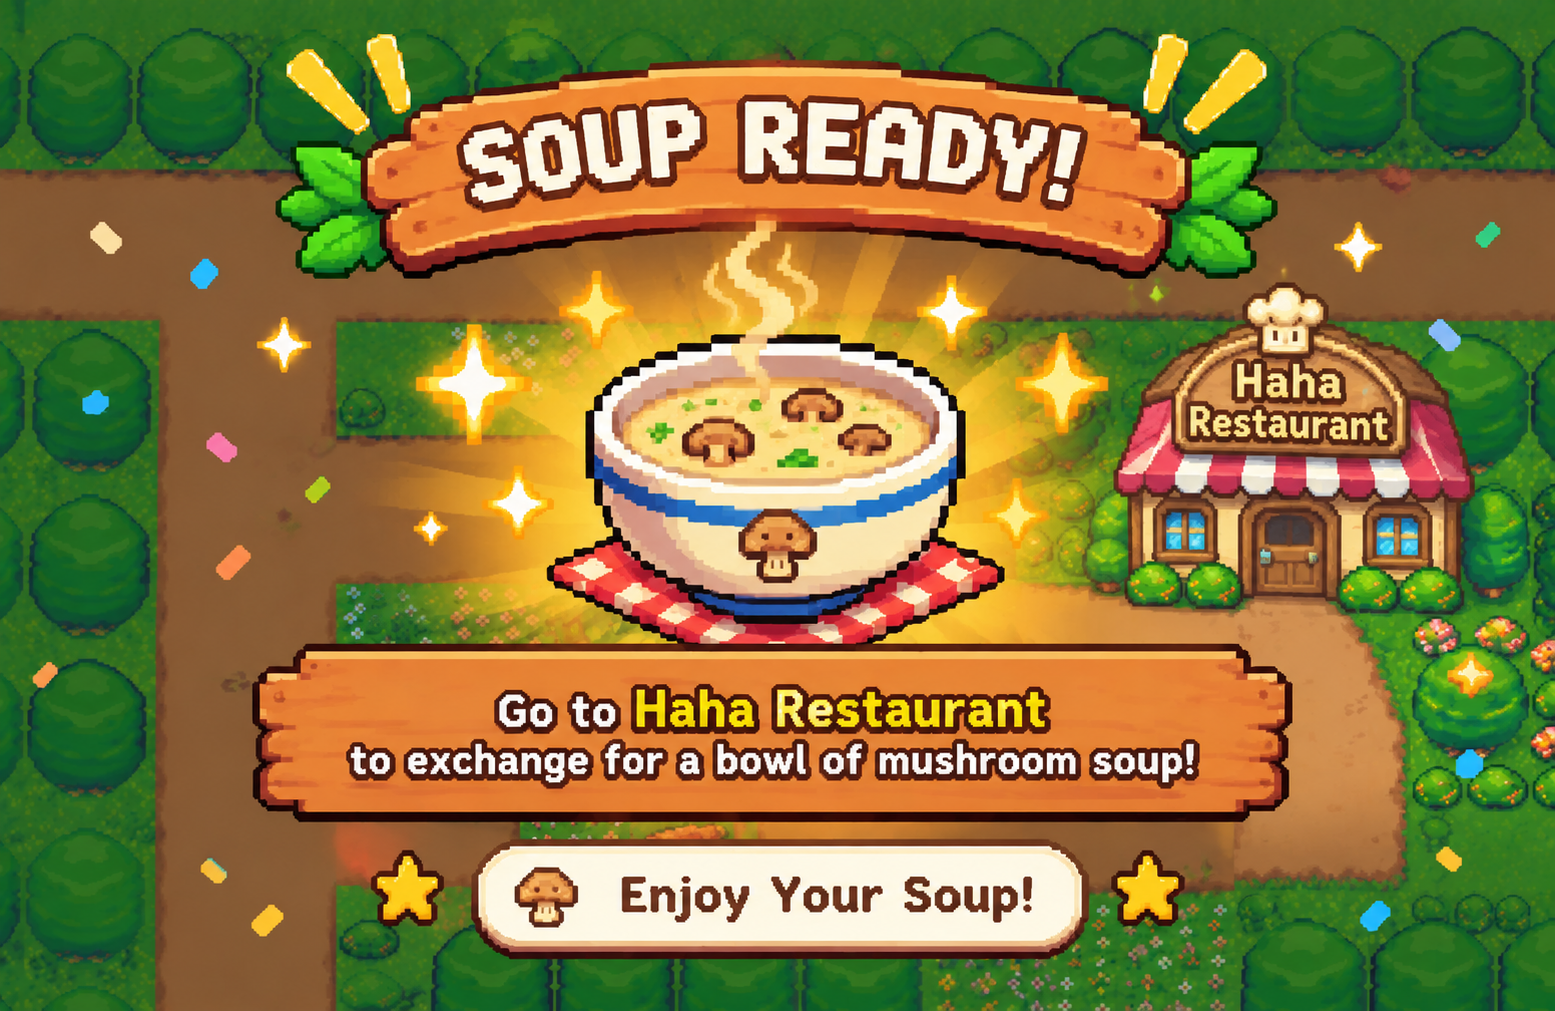 SOUP READY!
Haha
Restaurant
Go to Haha Restaurant
to exchange for a bowl of mushroom soup!
Enjoy Your Soup!